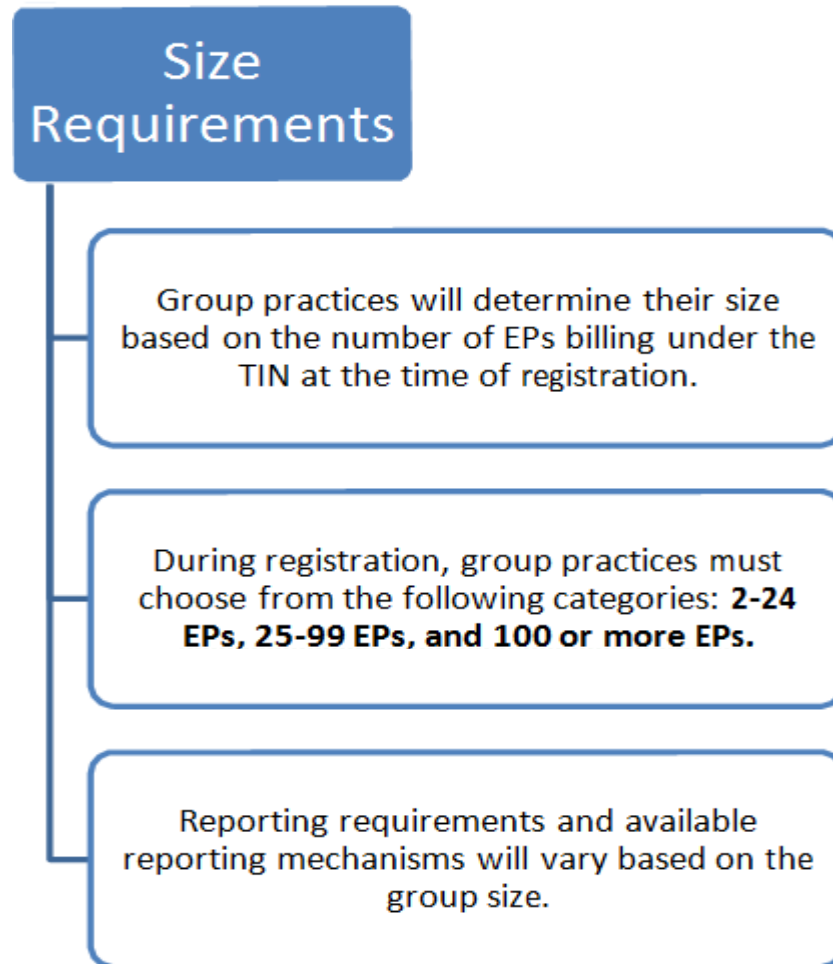 Size
Requirements
Group practices will determine their size
based on the number of EPs billing under the
TIN at the time of registration.
During registration, group practices must
choose from the following categories: 2-24
EPs, 25-99 EPs, and 100 or more EPs.
Reporting requirements and available
reporting mechanisms will vary based on the
group size.